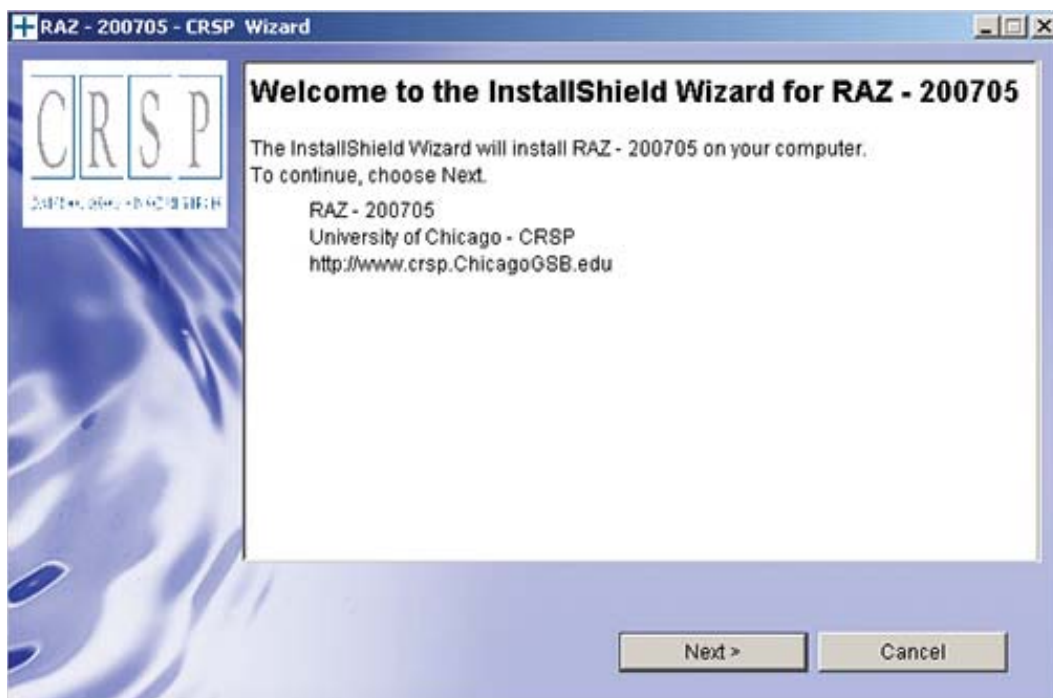 RAZ - 200705 - CRSP Wizard
CRSP
Welcome to the InstallShield Wizard for RAZ - 200705
The InstallShield Wizard will install RAZ - 200705 on your computer.
To continue, choose Next.
RAZ - 200705
University of Chicago - CRSP
http://www.crsp.ChicagoGSB.edu
Next >
Cancel